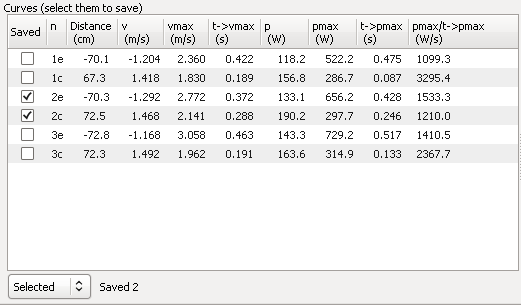 Curves (select them to save)
Saved n Distance (cm) v (m/s) vmax (m/s) t->vmax (s) p (W) pmax (W) t->pmax (s) pmax/t->pmax (W/s)
1e -70.1 -1.204 2.360 0.422 118.2 522.2 0.475 1099.3
1c 67.3 1.418 1.830 0.189 156.8 286.7 0.087 3295.4
2e -70.3 -1.292 2.772 0.372 133.1 656.2 0.428 1533.3
2c 72.5 1.468 2.141 0.288 190.2 297.7 0.246 1210.0
3e -72.8 -1.168 3.058 0.463 143.3 729.2 0.517 1410.5
3c 72.3 1.492 1.962 0.191 163.6 314.9 0.133 2367.7
Selected Saved 2